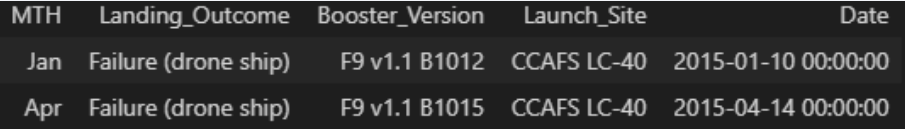 MTH Landing_Outcome Booster_Version Launch_Site Date
Jan Failure (drone ship) F9 v1.1 B1012 CCAFS LC-40 2015-01-10 00:00:00
Apr Failure (drone ship) F9 v1.1 B1015 CCAFS LC-40 2015-04-14 00:00:00